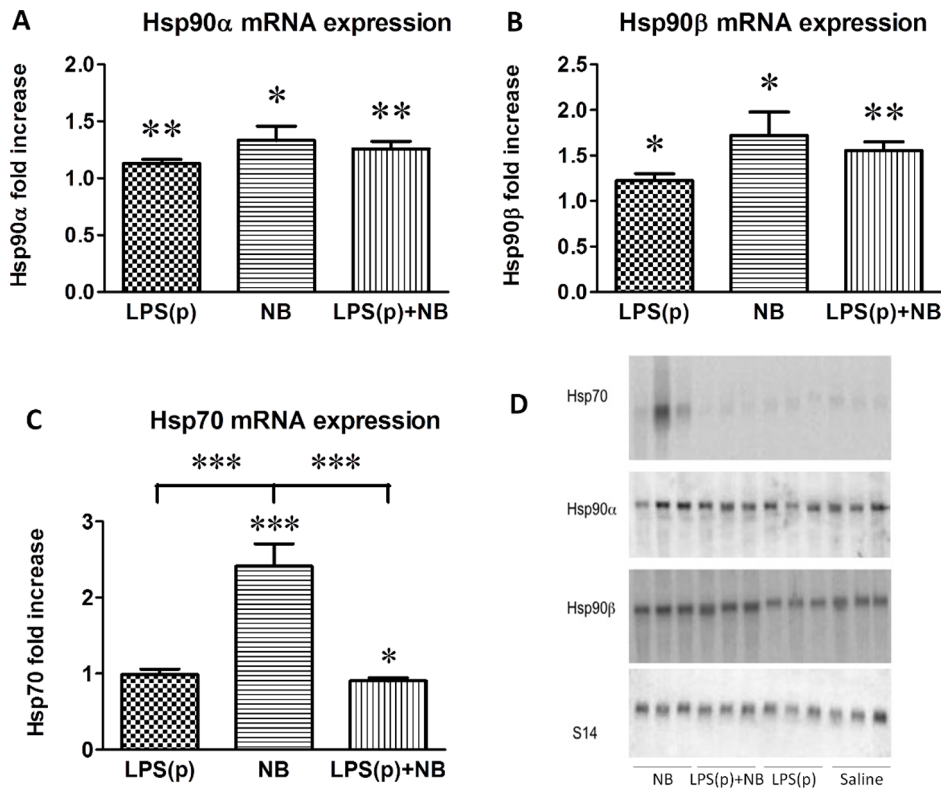 A
Hsp90α mRNA expression
Hsp90α fold increase
2.0
1.5
1.0
0.5
0.0
**
*
**
LPS(p) NB LPS(p)+NB
B
Hsp90β mRNA expression
Hsp90β fold increase
2.5
2.0
1.5
1.0
0.5
0.0
*
*
**
LPS(p) NB LPS(p)+NB
C
Hsp70 mRNA expression
*** ***
Hsp70 fold increase
3
2
1
0
***
*
LPS(p) NB LPS(p)+NB
D
Hsp70
Hsp90α
Hsp90β
S14
NB LPS(p)+NB LPS(p) Saline